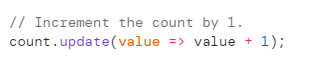 // Increment the count by 1.
count.update(value => value + 1);